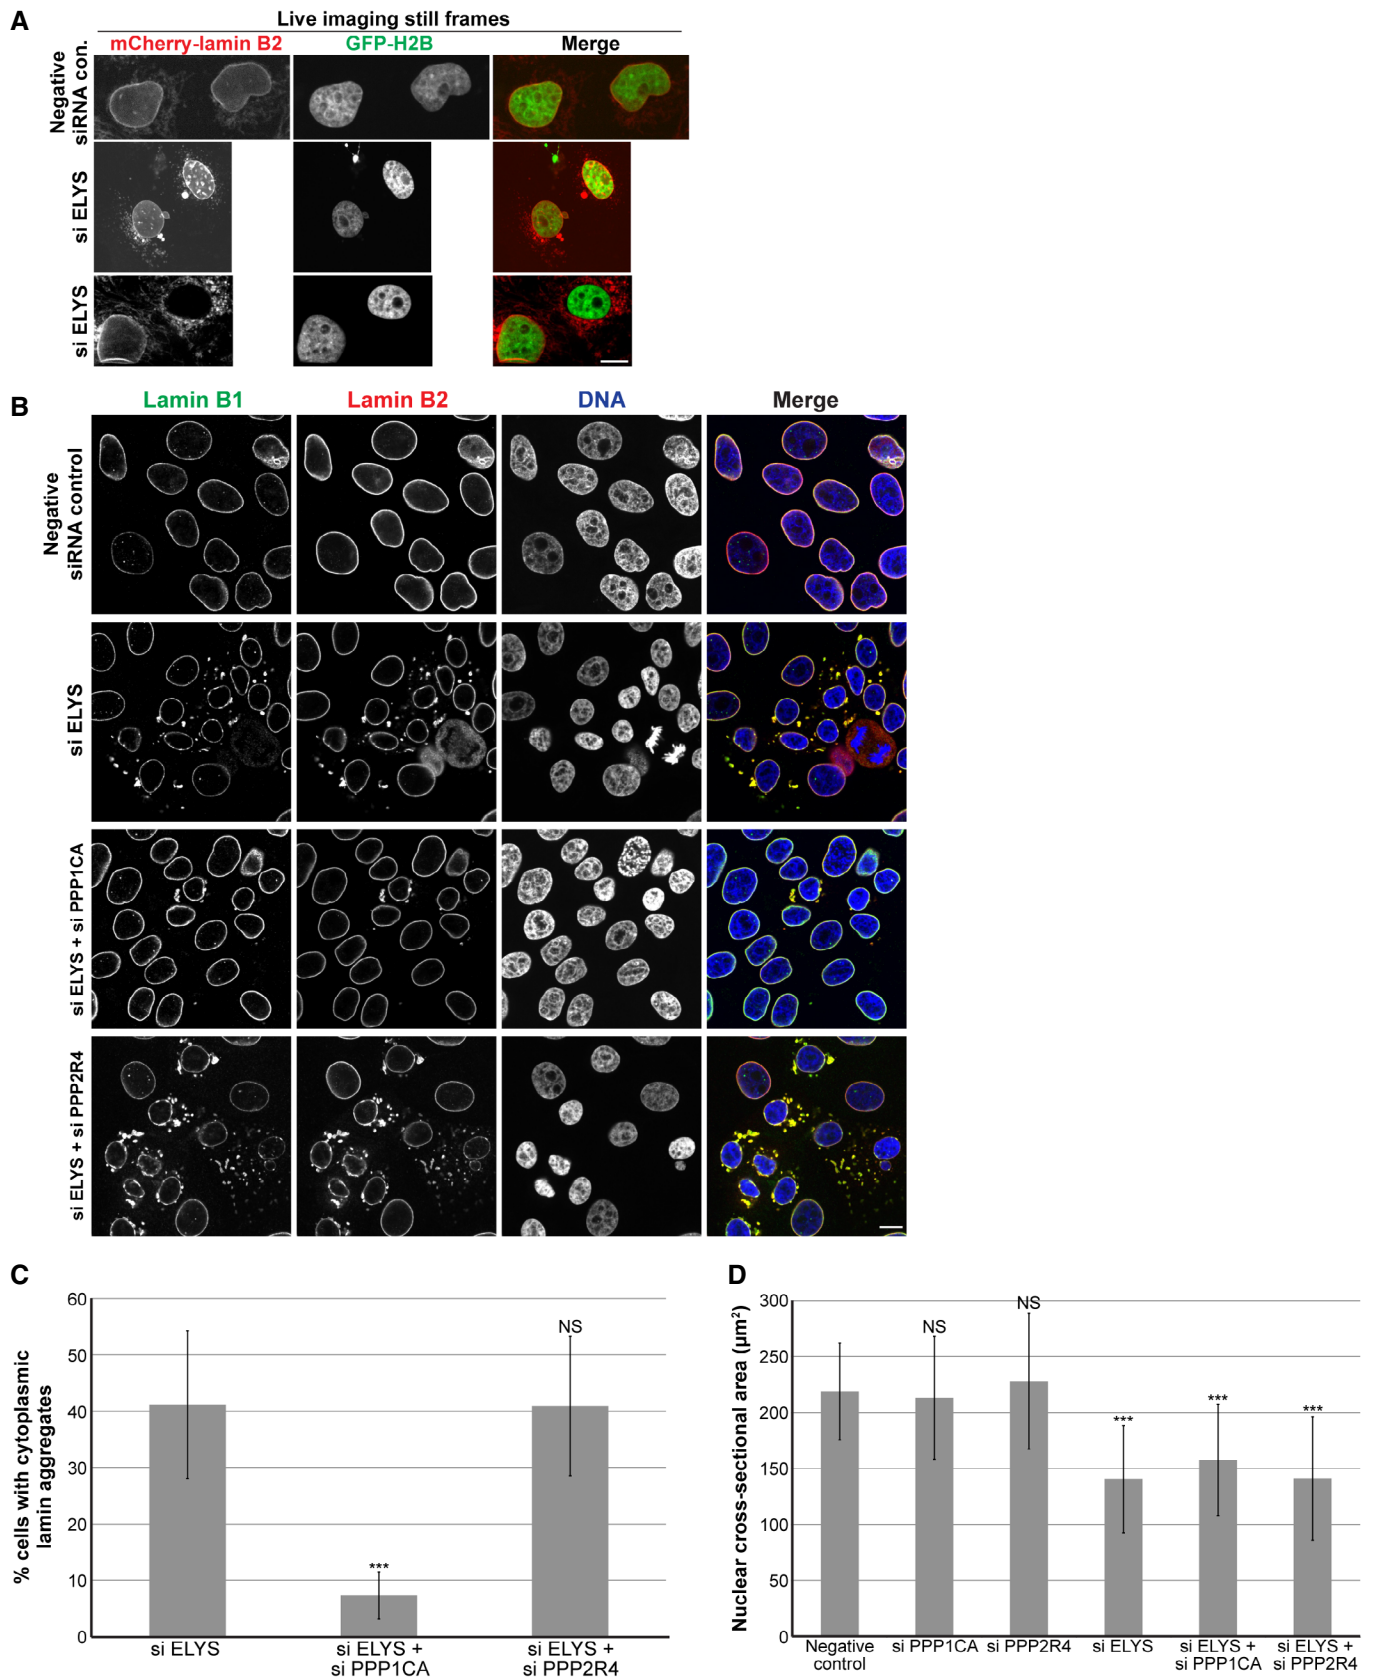 A
Live imaging still frames
mCherry-lamin B2 GFP-H2B Merge
Negative
siRNA con.
si ELYS
si ELYS
B
Lamin B1 Lamin B2 DNA Merge
Negative
siRNA control
si ELYS
si ELYS + si PPP1CA
si ELYS + si PPP2R4
C
% cells with cytoplasmic
lamin aggregates
60
50
40
30
20
10
0
***
NS
si ELYS
si ELYS +
si PPP1CA
si ELYS +
si PPP2R4
D
Nuclear cross-sectional area (µm²)
300
250
200
150
100
50
0
NS
NS
***
***
***
Negative
control
si PPP1CA
si PPP2R4
si ELYS
si ELYS +
si PPP1CA
si ELYS +
si PPP2R4